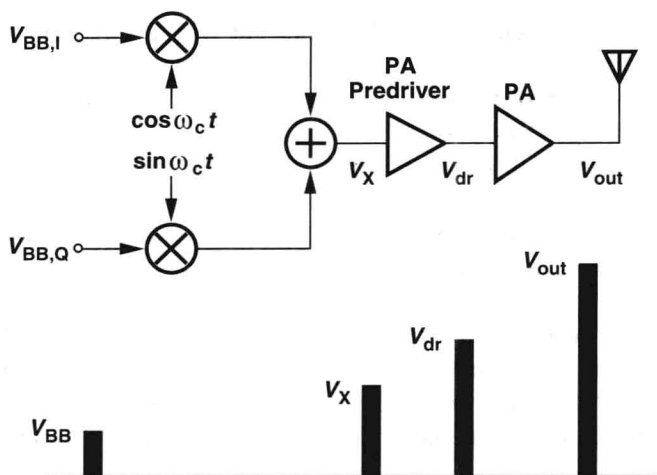 V_BB,I
cos ω_c t
sin ω_c t
V_BB,Q
PA
Predriver
PA
V_X
V_dr
V_out
V_out
V_dr
V_X
V_BB